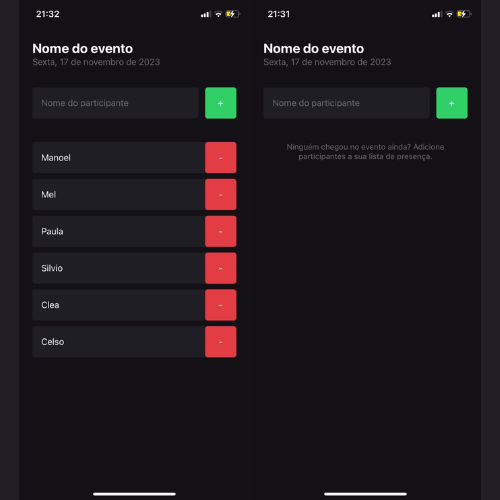 21:32
Nome do evento
Sexta, 17 de novembro de 2023
Nome do participante
+
Manoel
-
Mel
-
Paula
-
Silvio
-
Clea
-
Celso
-
21:31
Nome do evento
Sexta, 17 de novembro de 2023
Nome do participante
+
Ninguém chegou no evento ainda? Adicione
participantes a sua lista de presença.